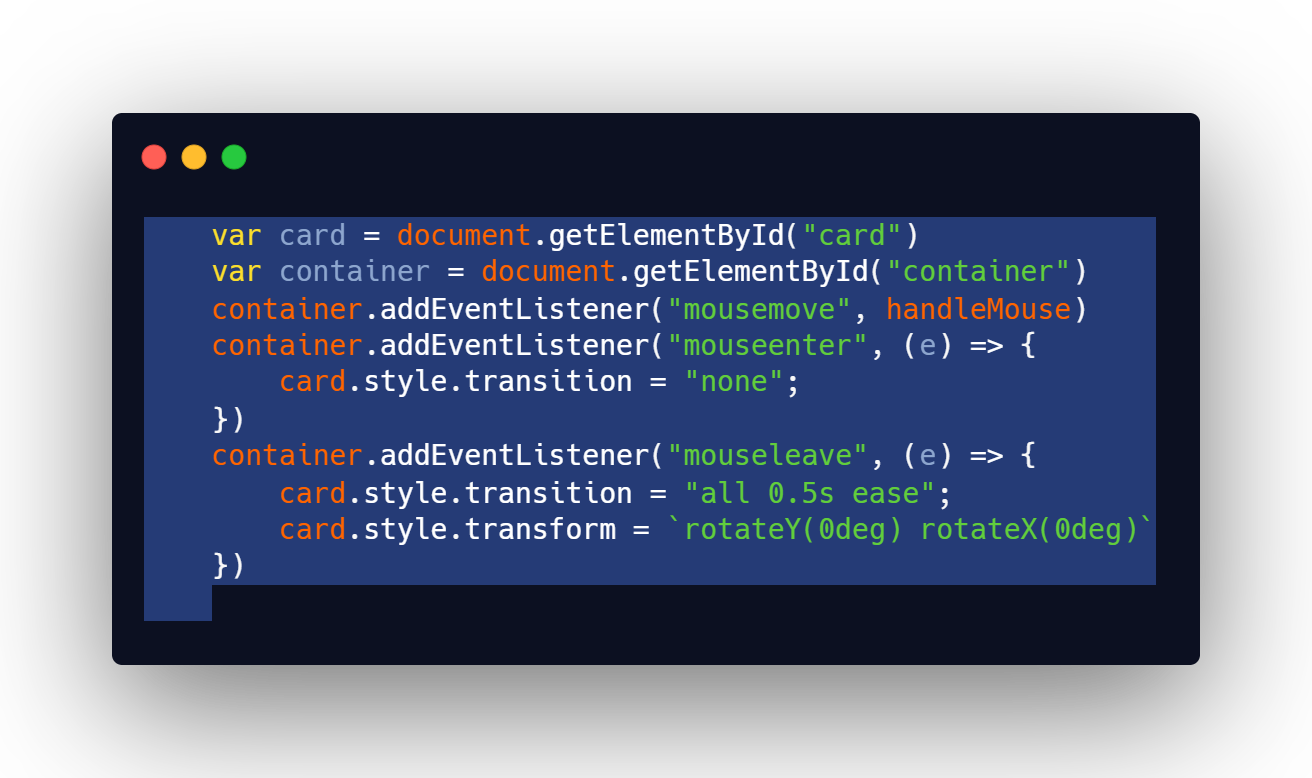 var card = document.getElementById("card")
var container = document.getElementById("container")
container.addEventListener("mousemove", handleMouse)
container.addEventListener("mouseenter", (e) => {
    card.style.transition = "none";
})
container.addEventListener("mouseleave", (e) => {
    card.style.transition = "all 0.5s ease";
    card.style.transform = `rotateY(0deg) rotateX(0deg)`
})